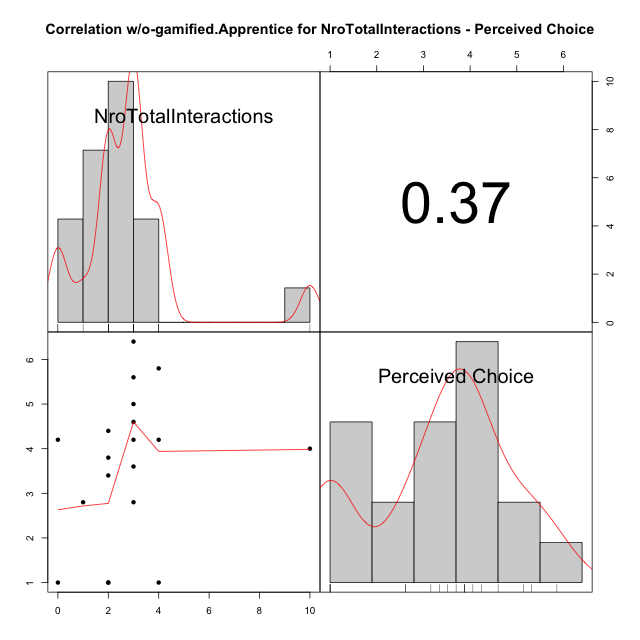 Correlation w/o-gamified.Apprentice for NroTotalInteractions - Perceived Choice
1 2 3 4 5 6
NroTotalInteractions
0.37
10
8
6
4
2
0
6
5
4
3
2
1
Perceived Choice
0 2 4 6 8 10